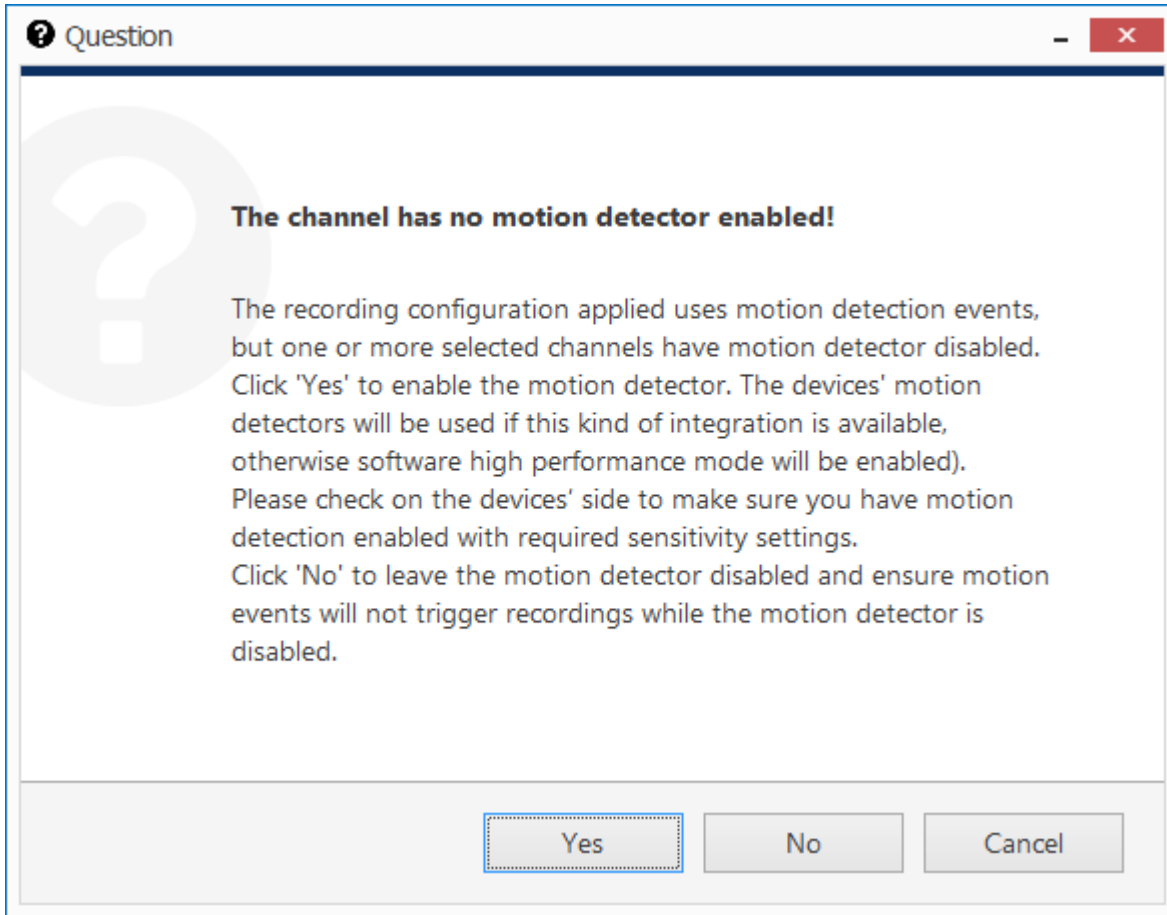 Question
The channel has no motion detector enabled!
The recording configuration applied uses motion detection events,
but one or more selected channels have motion detector disabled.
Click 'Yes' to enable the motion detector. The devices' motion
detectors will be used if this kind of integration is available,
otherwise software high performance mode will be enabled).
Please check on the devices’ side to make sure you have motion
detection enabled with required sensitivity settings.
Click 'No' to leave the motion detector disabled and ensure motion
events will not trigger recordings while the motion detector is
disabled.
Yes No Cancel